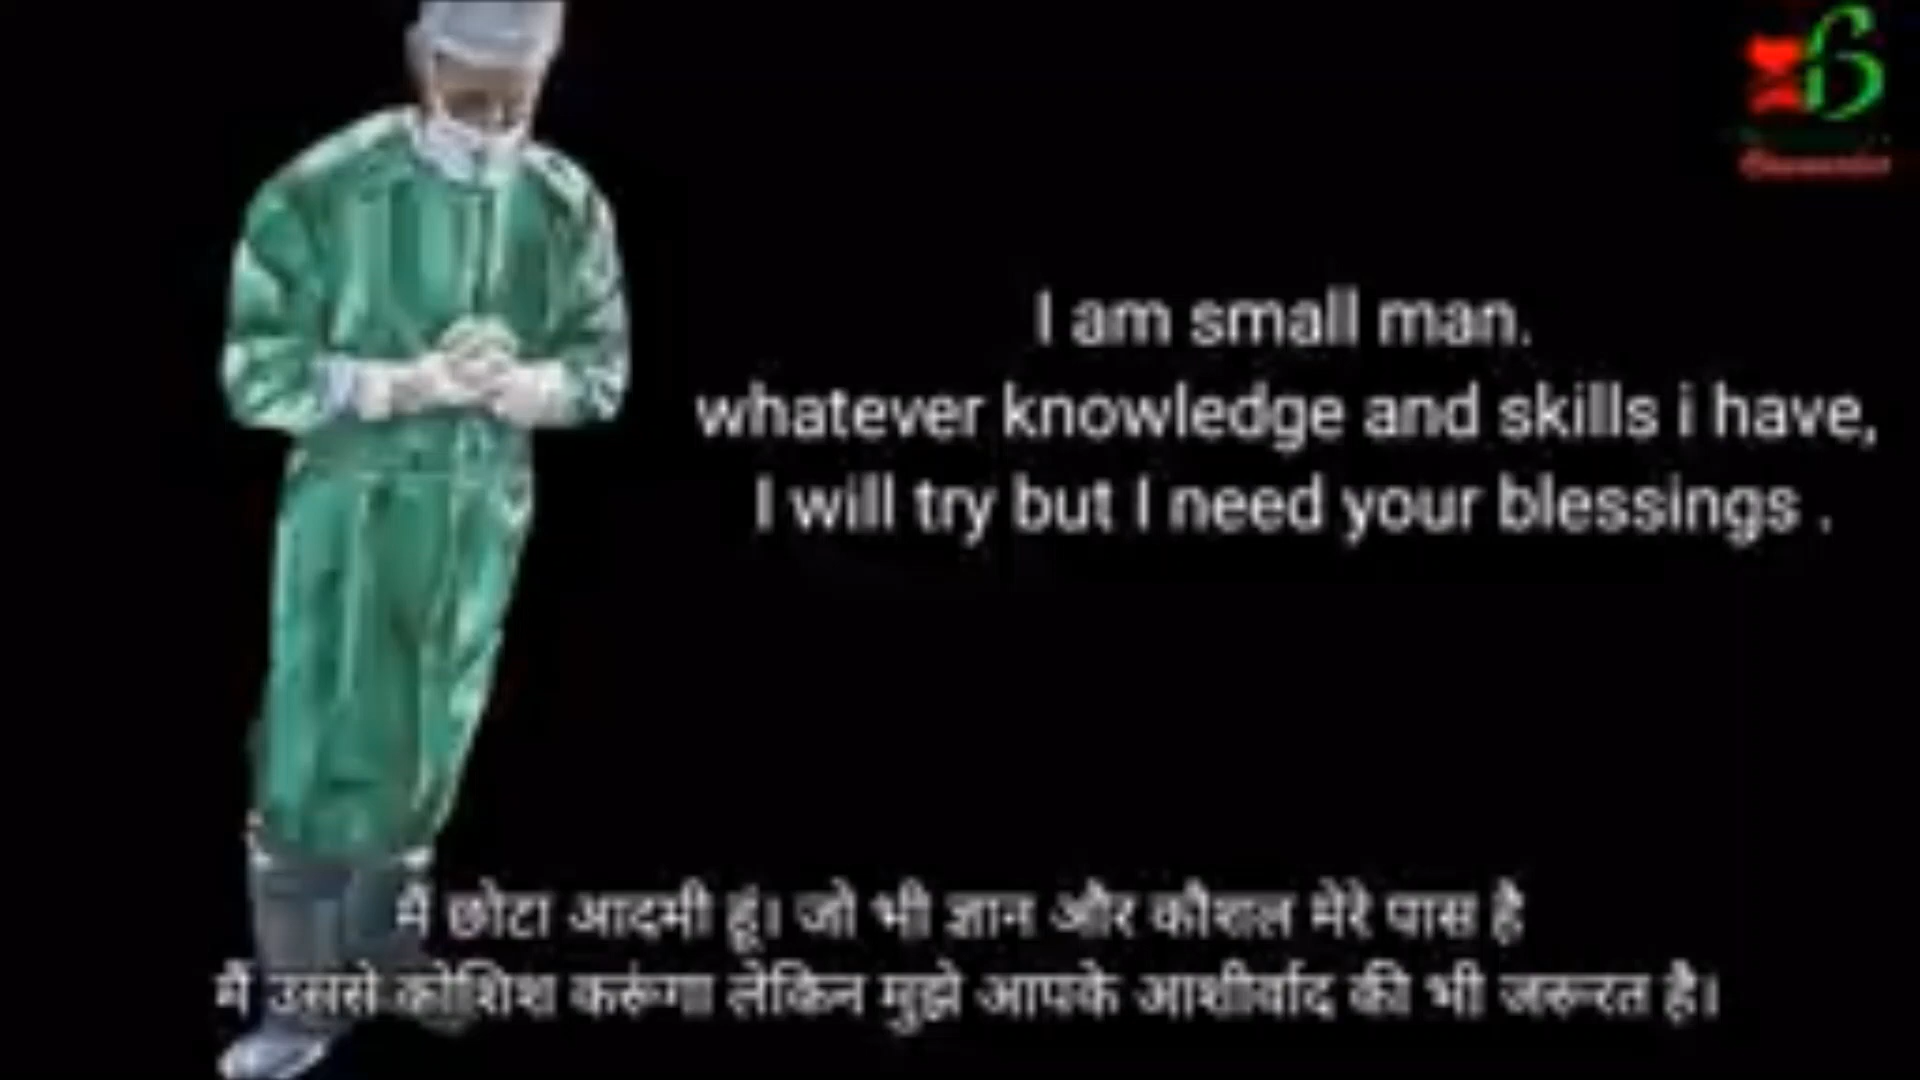 I am small man.
whatever knowledge and skills i have,
I will try but I need your blessings .
मैं छोटा आदमी हूं। जो भी ज्ञान और कौशल मेरे पास है
मैं उससे कोशिश करूंगा लेकिन मुझे आपके आशीर्वाद की भी जरूरत है।